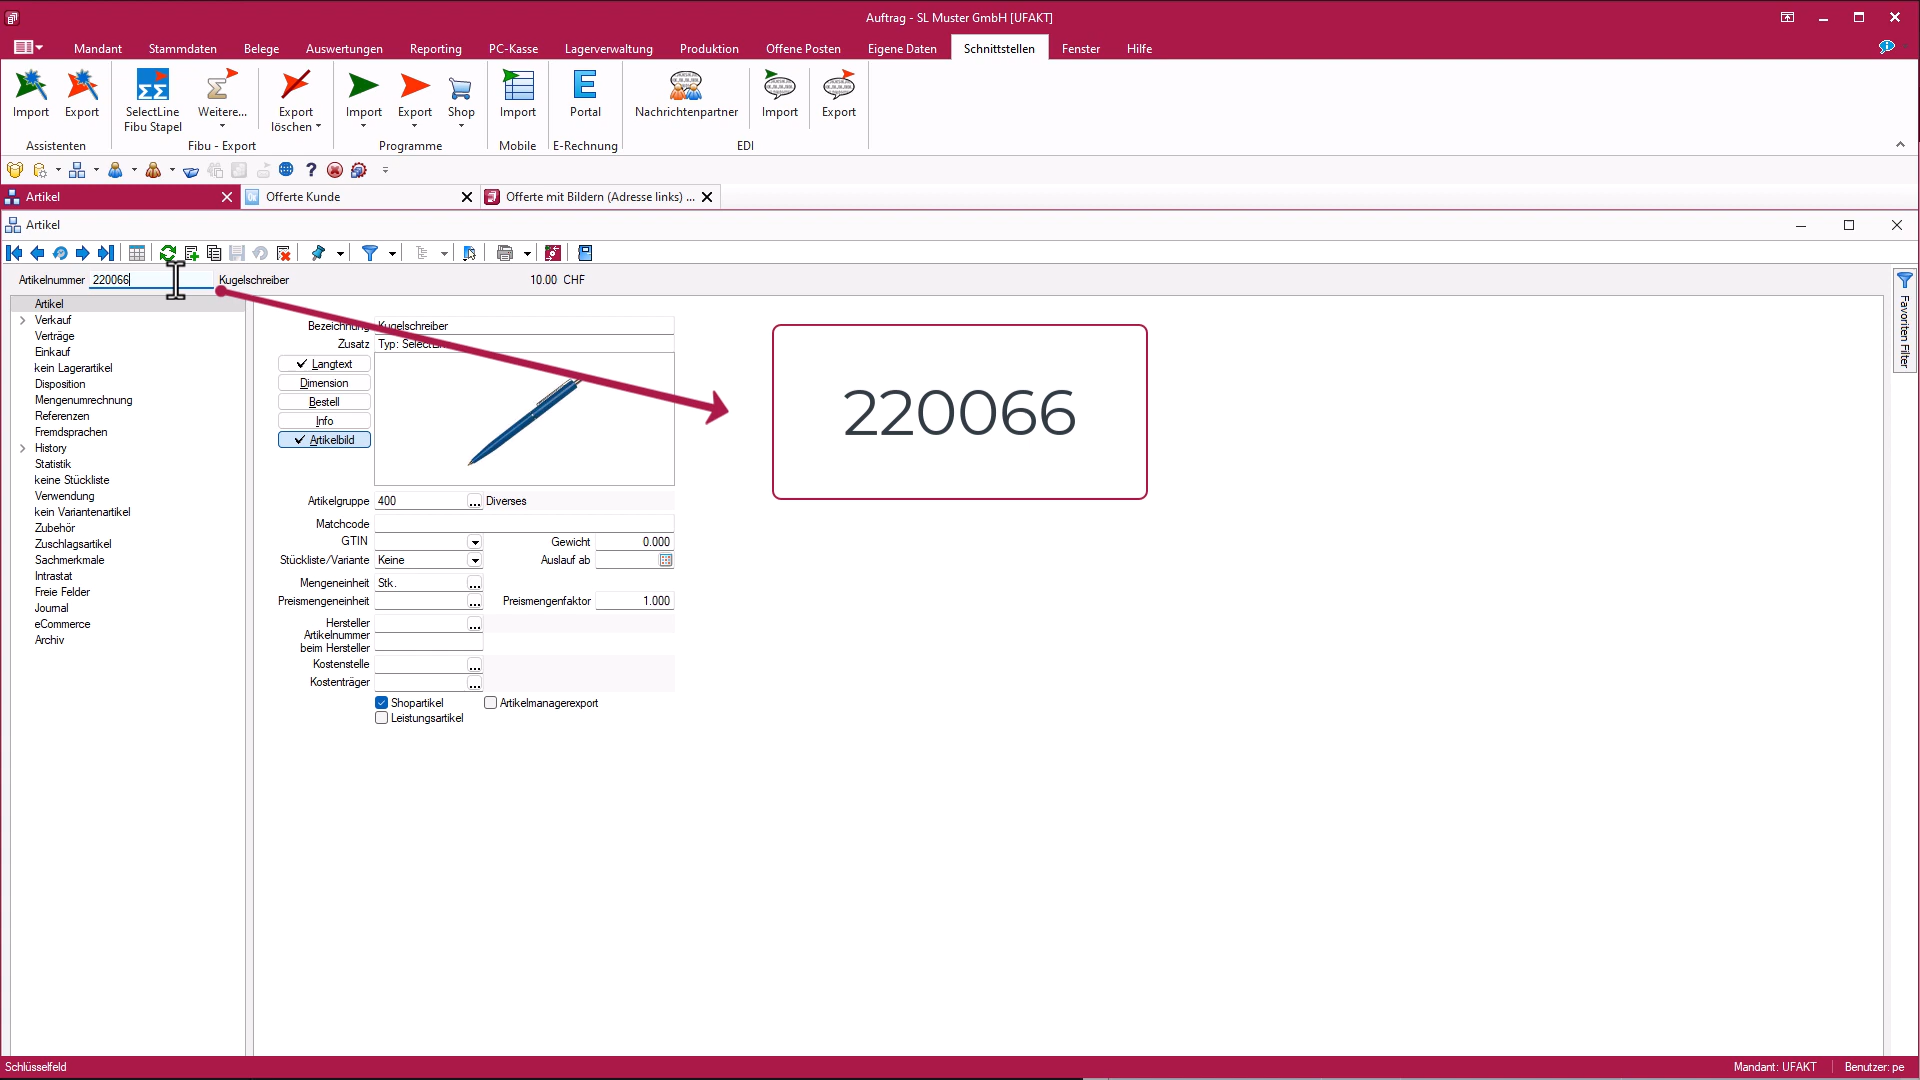 Auftrag - SL Muster GmbH [UFAKT]
Mandant Stammdaten Belege Auswertungen Reporting PC-Kasse Lagerverwaltung Produktion Offene Posten Eigene Daten Schnittstellen Fenster Hilfe
Import Export SelectLine Fibu Stapel Weitere... Export löschen Import Export Shop Import Portal Nachrichtenpartner Import Export
Assistenten Fibu - Export Programme Mobile E-Rechnung EDI
Artikel Offerte Kunde Offerte mit Bildern (Adresse links) ...
Artikel
Artikelnummer 220066 Kugelschreiber 10.00 CHF
Favoriten Filter
Artikel
Verkauf
Verträge
Einkauf
kein Lagerartikel
Disposition
Mengenumrechnung
Referenzen
Fremdsprachen
History
Statistik
keine Stückliste
Verwendung
kein Variantenartikel
Zubehör
Zuschlagsartikel
Sachmerkmale
Intrastat
Freie Felder
Journal
eCommerce
Archiv
Bezeichnung Kugelschreiber
Zusatz Typ:
Langtext
Dimension
Bestell
Info
Artikelbild
220066
Artikelgruppe 400 ... Diverses
Matchcode
GTIN Gewicht 0.000
Stückliste/Variante Keine Auslauf ab
Mengeneinheit Stk. ...
Preismengeneinheit ... Preismengenfaktor 1.000
Hersteller ...
Artikelnummer
beim Hersteller
Kostenstelle ...
Kostenträger ...
Shopartikel Artikelmanagerexport
Leistungsartikel
Schlüsselfeld Mandant: UFAKT Benutzer: pe